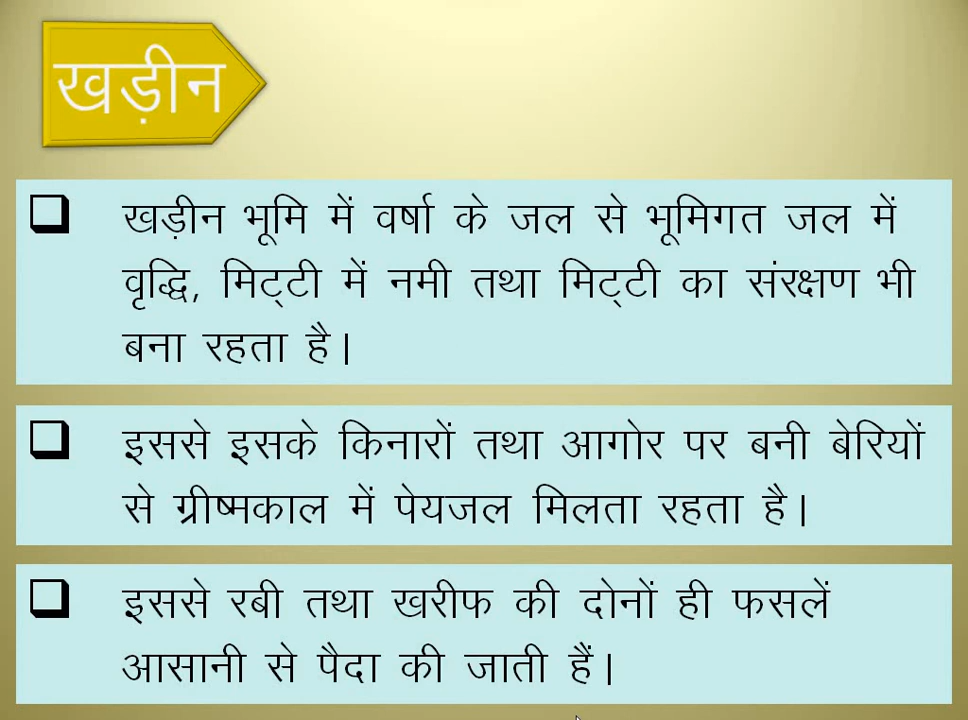 खड़ीन
खड़ीन भूमि में वर्षा के जल से भूमिगत जल में
वृद्धि, मिट्टी में नमी तथा मिट्टी का संरक्षण भी
बना रहता है।
इससे इसके किनारों तथा आगोर पर बनी बेरियों
से ग्रीष्मकाल में पेयजल मिलता रहता है।
इससे रबी तथा खरीफ की दोनों ही फसलें
आसानी से पैदा की जाती हैं।